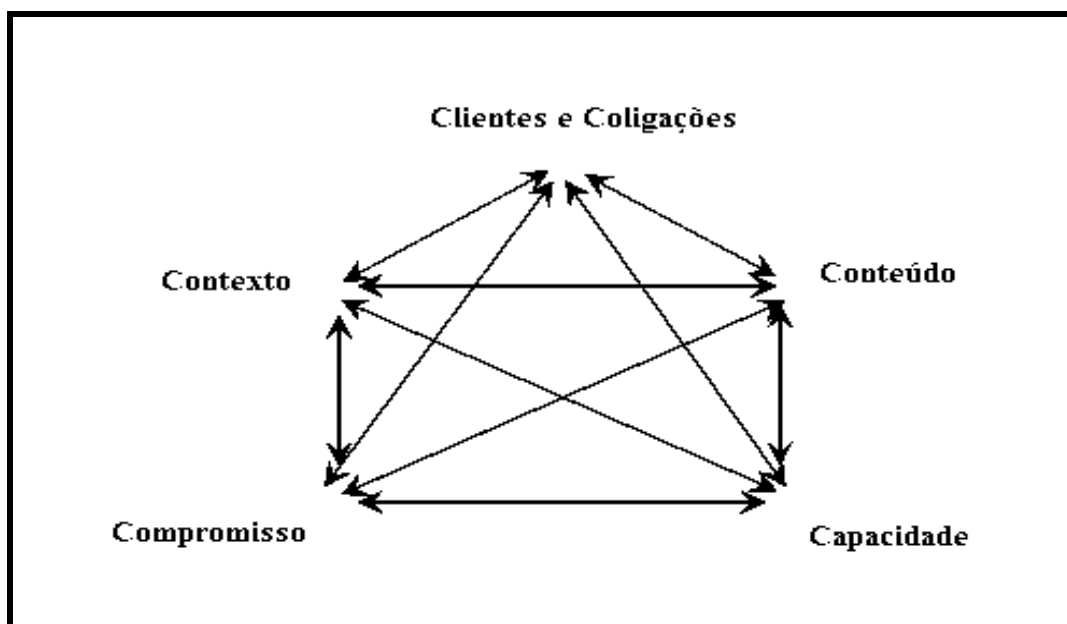 Clientes e Coligações
Contexto
Conteúdo
Compromisso
Capacidade